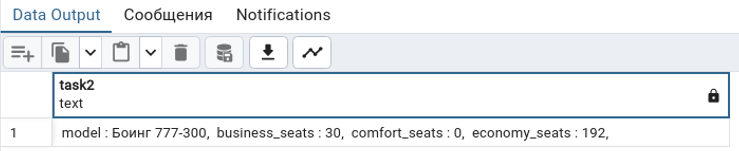 Data Output Сообщения Notifications
task2
text
1 model : Боинг 777-300, business_seats : 30, comfort_seats : 0, economy_seats : 192,